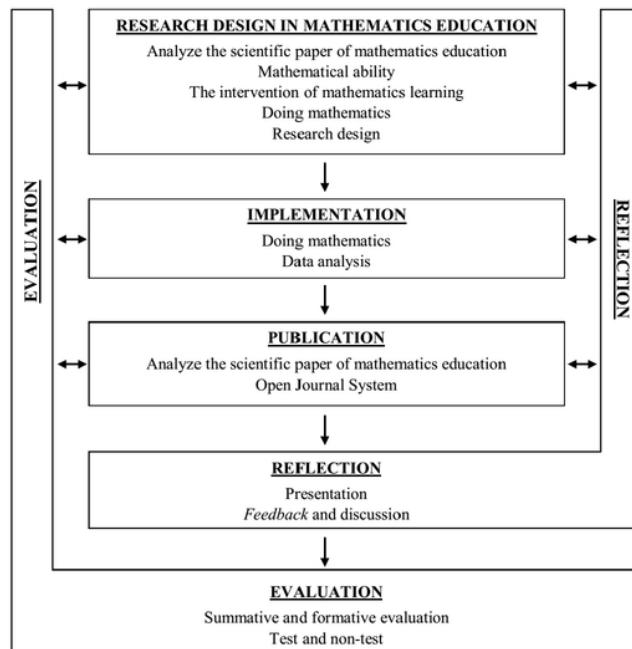 RESEARCH DESIGN IN MATHEMATICS EDUCATION
Analyze the scientific paper of mathematics education
Mathematical ability
The intervention of mathematics learning
Doing mathematics
Research design
EVALUATION
REFLECTION
IMPLEMENTATION
Doing mathematics
Data analysis
PUBLICATION
Analyze the scientific paper of mathematics education
Open Journal System
REFLECTION
Presentation
Feedback and discussion
EVALUATION
Summative and formative evaluation
Test and non-test